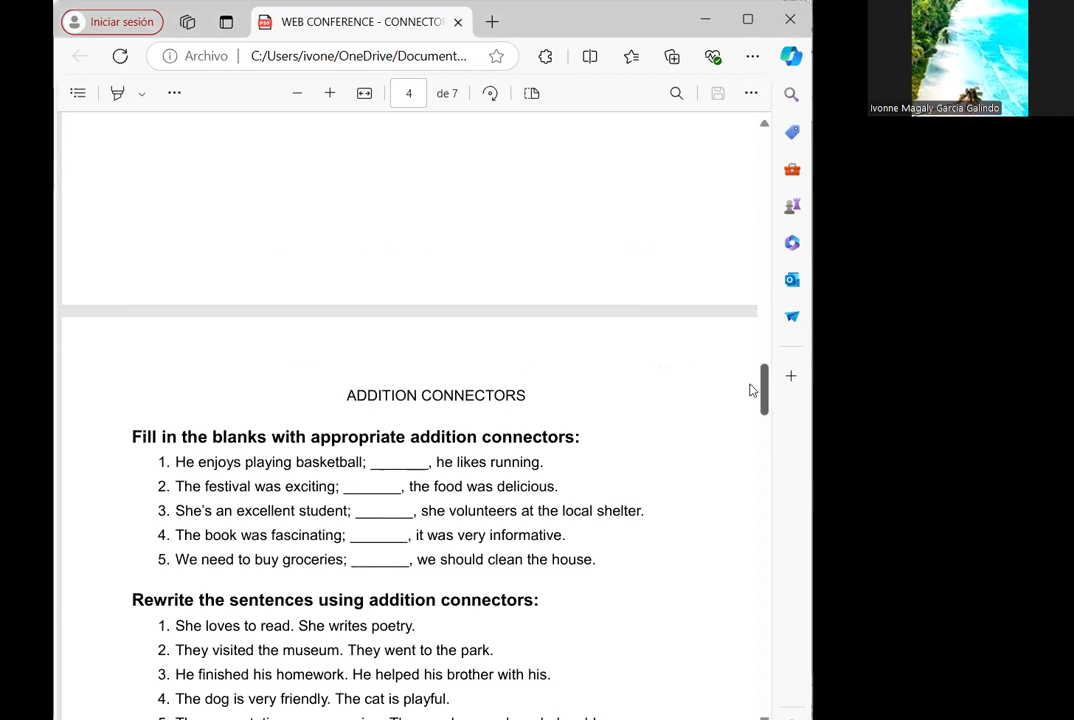 Iniciar sesión
WEB CONFERENCE - CONNECTOR
Archivo
C:/Users/ivone/OneDrive/Document...
4 de 7
Ivonne Magaly García Galindo
ADDITION CONNECTORS
Fill in the blanks with appropriate addition connectors:
1. He enjoys playing basketball; _______, he likes running.
2. The festival was exciting; _______, the food was delicious.
3. She's an excellent student; _______, she volunteers at the local shelter.
4. The book was fascinating; _______, it was very informative.
5. We need to buy groceries; _______, we should clean the house.
Rewrite the sentences using addition connectors:
1. She loves to read. She writes poetry.
2. They visited the museum. They went to the park.
3. He finished his homework. He helped his brother with his.
4. The dog is very friendly. The cat is playful.